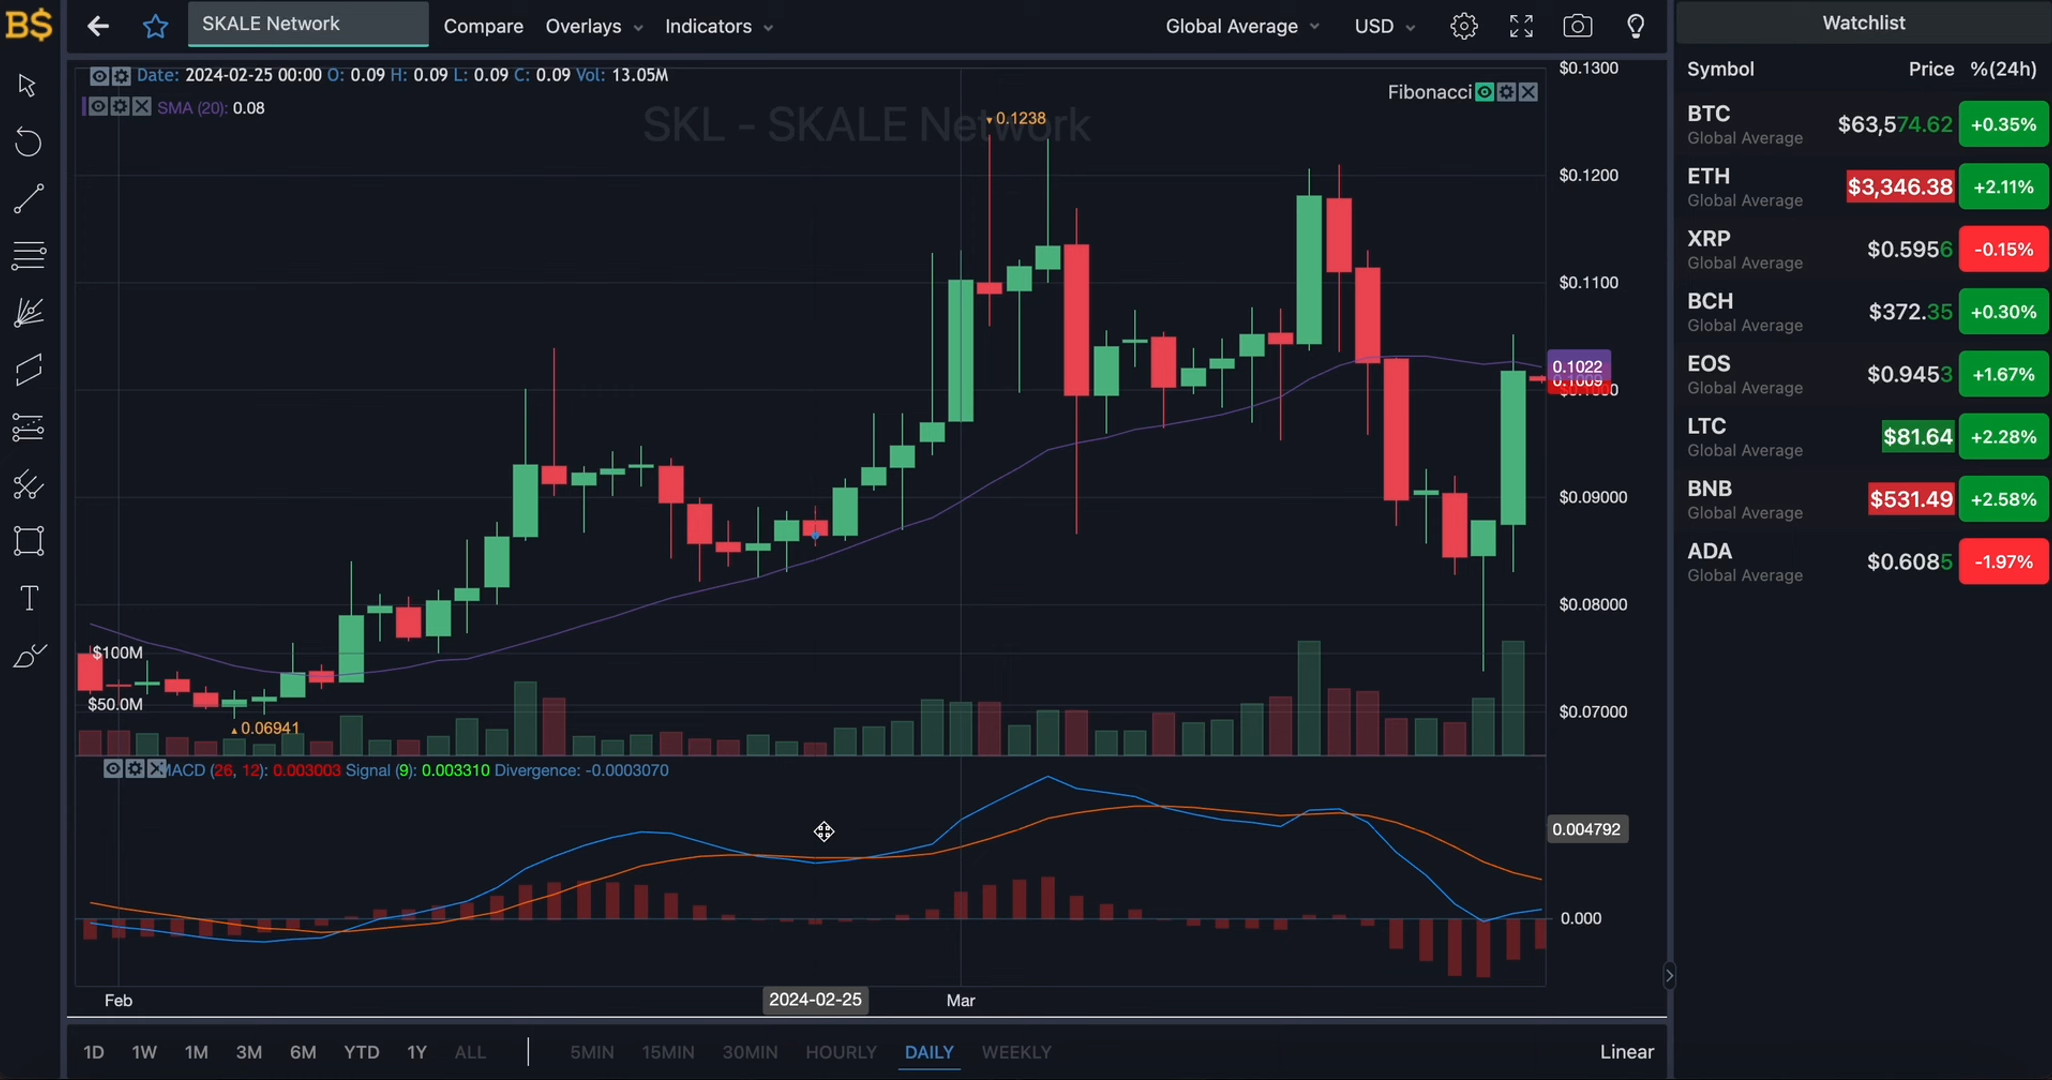 B$
SKALE Network
Compare
Overlays
Indicators
Global Average
USD
Date: 2024-02-25 00:00 O: 0.09 H: 0.09 L: 0.09 C: 0.09 Vol: 13.05M
SMA (20): 0.08
Fibonacci
SKL - SKALE Network
0.1238
0.06941
$100M
$50.0M
$0.1300
$0.1200
$0.1100
0.1022
0.1009
$0.1000
$0.09000
$0.08000
$0.07000
MACD (26, 12): 0.003003 Signal (9): 0.003310 Divergence: -0.0003070
0.004792
0.000
Feb
2024-02-25
Mar
1D 1W 1M 3M 6M YTD 1Y ALL
5MIN 15MIN 30MIN HOURLY DAILY WEEKLY
Linear
T
Watchlist
Symbol Price %(24h)
BTC $63,574.62 +0.35%
Global Average
ETH $3,346.38 +2.11%
Global Average
XRP $0.5956 -0.15%
Global Average
BCH $372.35 +0.30%
Global Average
EOS $0.9453 +1.67%
Global Average
LTC $81.64 +2.28%
Global Average
BNB $531.49 +2.58%
Global Average
ADA $0.6085 -1.97%
Global Average